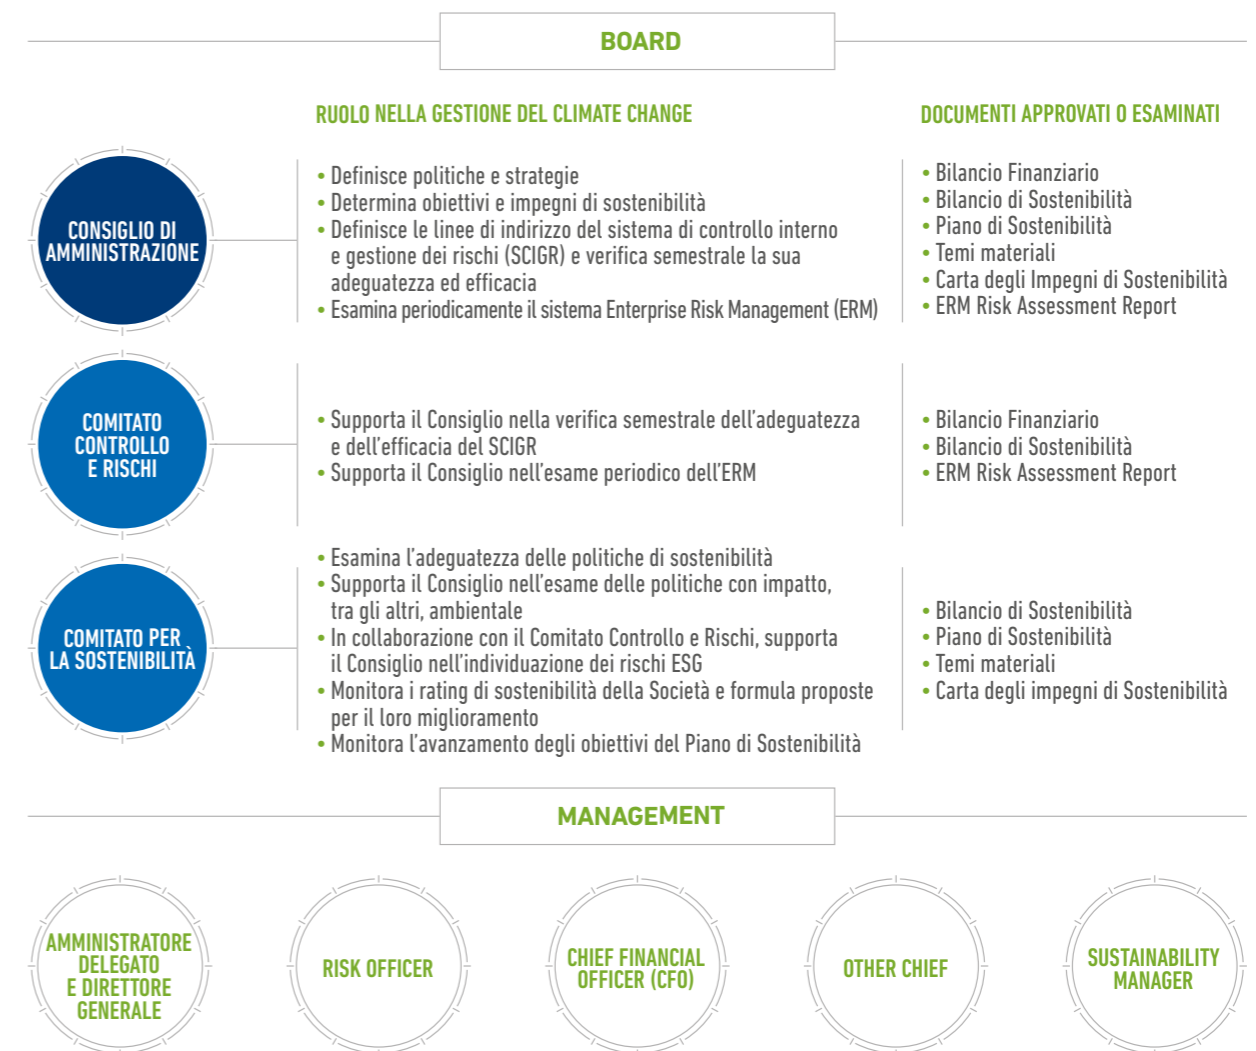 BOARD
RUOLO NELLA GESTIONE DEL CLIMATE CHANGE
DOCUMENTI APPROVATI O ESAMINATI
CONSIGLIO DI
AMMINISTRAZIONE
• Definisce politiche e strategie
• Determina obiettivi e impegni di sostenibilità
• Definisce le linee di indirizzo del sistema di controllo interno
e gestione dei rischi (SCIGR) e verifica semestrale la sua
adeguatezza ed efficacia
• Esamina periodicamente il sistema Enterprise Risk Management (ERM)
• Bilancio Finanziario
• Bilancio di Sostenibilità
• Piano di Sostenibilità
• Temi materiali
• Carta degli Impegni di Sostenibilità
• ERM Risk Assessment Report
COMITATO
CONTROLLO
E RISCHI
• Supporta il Consiglio nella verifica semestrale dell'adeguatezza
e dell'efficacia del SCIGR
• Supporta il Consiglio nell'esame periodico dell'ERM
• Bilancio Finanziario
• Bilancio di Sostenibilità
• ERM Risk Assessment Report
COMITATO PER
LA SOSTENIBILITÀ
• Esamina l'adeguatezza delle politiche di sostenibilità
• Supporta il Consiglio nell'esame delle politiche con impatto,
tra gli altri, ambientale
• In collaborazione con il Comitato Controllo e Rischi, supporta
il Consiglio nell'individuazione dei rischi ESG
• Monitora i rating di sostenibilità della Società e formula proposte
per il loro miglioramento
• Monitora l'avanzamento degli obiettivi del Piano di Sostenibilità
• Bilancio di Sostenibilità
• Piano di Sostenibilità
• Temi materiali
• Carta degli impegni di Sostenibilità
MANAGEMENT
AMMINISTRATORE
DELEGATO
E DIRETTORE
GENERALE
RISK OFFICER
CHIEF FINANCIAL
OFFICER (CFO)
OTHER CHIEF
SUSTAINABILITY
MANAGER